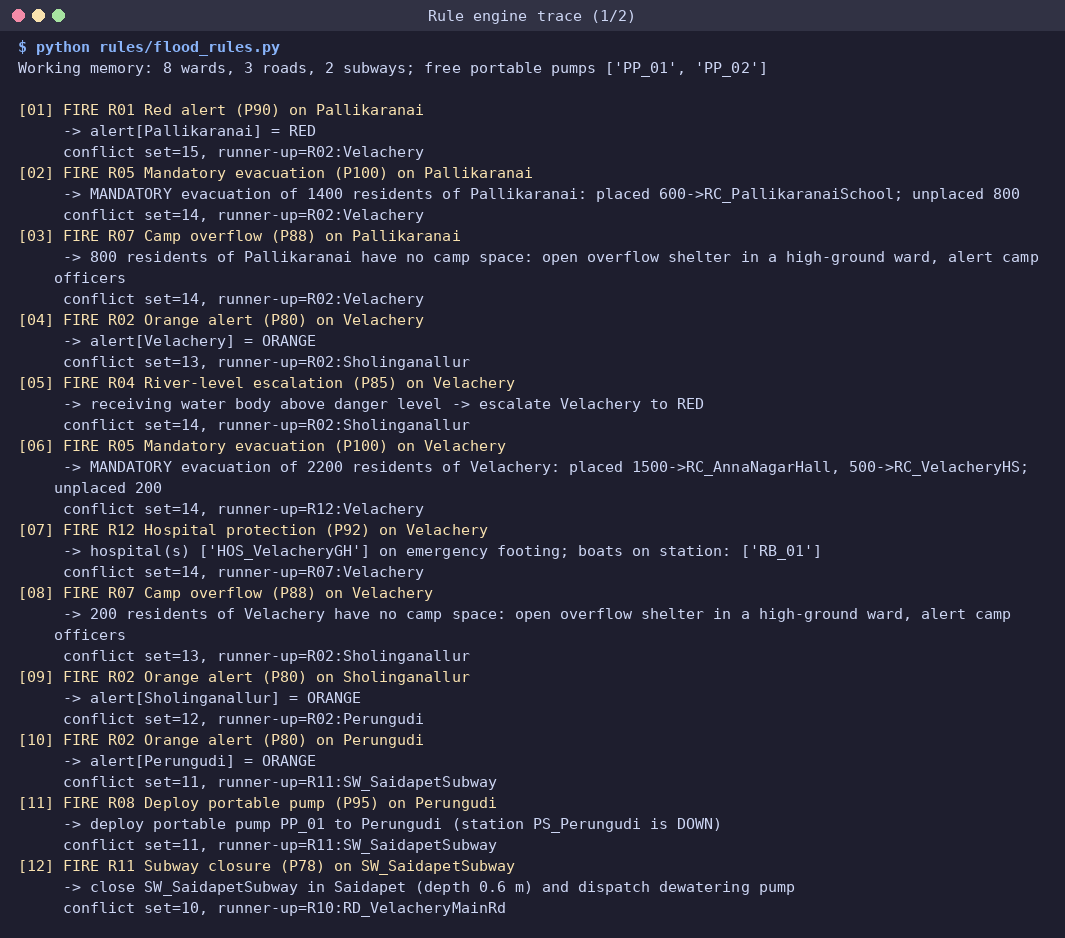 Rule engine trace (1/2)
$ python rules/flood_rules.py
Working memory: 8 wards, 3 roads, 2 subways; free portable pumps ['PP_01', 'PP_02']
[01] FIRE R01 Red alert (P90) on Pallikaranai
-> alert[Pallikaranai] = RED
conflict set=15, runner-up=R02:Velachery
[02] FIRE R05 Mandatory evacuation (P100) on Pallikaranai
-> MANDATORY evacuation of 1400 residents of Pallikaranai: placed 600->RC_PallikaranaiSchool; unplaced 800
conflict set=14, runner-up=R02:Velachery
[03] FIRE R07 Camp overflow (P88) on Pallikaranai
-> 800 residents of Pallikaranai have no camp space: open overflow shelter in a high-ground ward, alert camp
officers
conflict set=14, runner-up=R02:Velachery
[04] FIRE R02 Orange alert (P80) on Velachery
-> alert[Velachery] = ORANGE
conflict set=13, runner-up=R02:Sholinganallur
[05] FIRE R04 River-level escalation (P85) on Velachery
-> receiving water body above danger level -> escalate Velachery to RED
conflict set=14, runner-up=R02:Sholinganallur
[06] FIRE R05 Mandatory evacuation (P100) on Velachery
-> MANDATORY evacuation of 2200 residents of Velachery: placed 1500->RC_AnnaNagarHall, 500->RC_VelacheryHS;
unplaced 200
conflict set=14, runner-up=R12:Velachery
[07] FIRE R12 Hospital protection (P92) on Velachery
-> hospital(s) ['HOS_VelacheryGH'] on emergency footing; boats on station: ['RB_01']
conflict set=14, runner-up=R07:Velachery
[08] FIRE R07 Camp overflow (P88) on Velachery
-> 200 residents of Velachery have no camp space: open overflow shelter in a high-ground ward, alert camp
officers
conflict set=13, runner-up=R02:Sholinganallur
[09] FIRE R02 Orange alert (P80) on Sholinganallur
-> alert[Sholinganallur] = ORANGE
conflict set=12, runner-up=R02:Perungudi
[10] FIRE R02 Orange alert (P80) on Perungudi
-> alert[Perungudi] = ORANGE
conflict set=11, runner-up=R11:SW_SaidapetSubway
[11] FIRE R08 Deploy portable pump (P95) on Perungudi
-> deploy portable pump PP_01 to Perungudi (station PS_Perungudi is DOWN)
conflict set=11, runner-up=R11:SW_SaidapetSubway
[12] FIRE R11 Subway closure (P78) on SW_SaidapetSubway
-> close SW_SaidapetSubway in Saidapet (depth 0.6 m) and dispatch dewatering pump
conflict set=10, runner-up=R10:RD_VelacheryMainRd